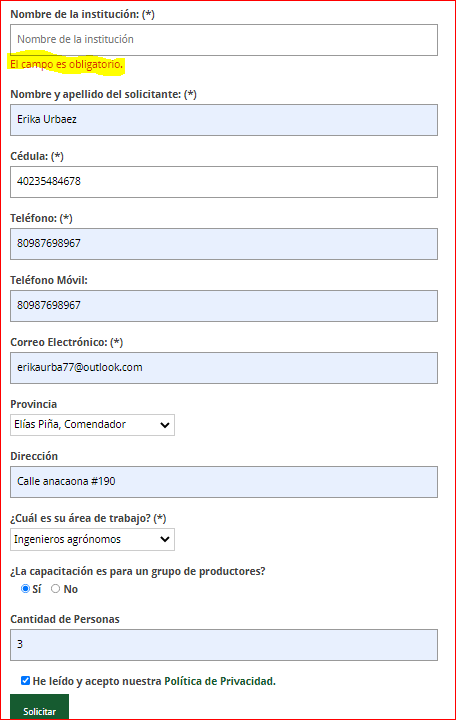 Nombre de la institución: (*)
Nombre de la institución
El campo es obligatorio.
Nombre y apellido del solicitante: (*)
Erika Urbaez
Cédula: (*)
40235484678
Teléfono: (*)
80987698967
Teléfono Móvil:
80987698967
Correo Electrónico: (*)
erikaurba77@outlook.com
Provincia
Elías Piña, Comendador
Dirección
Calle anacaona #190
¿Cuál es su área de trabajo? (*)
Ingenieros agrónomos
¿La capacitación es para un grupo de productores?
Sí No
Cantidad de Personas
3
He leído y acepto nuestra Política de Privacidad.
Solicitar